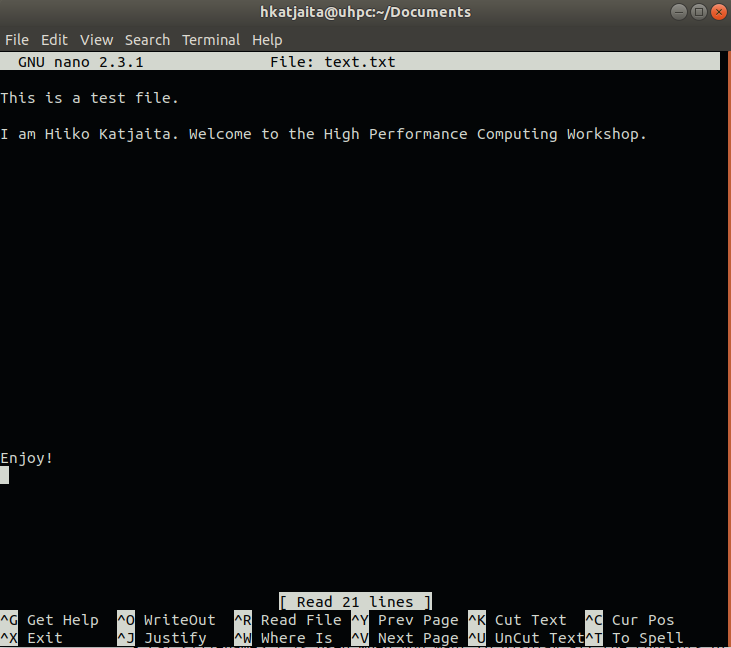 hkatjaita@uhpc:~/Documents
File Edit View Search Terminal Help
GNU nano 2.3.1 File: text.txt
This is a test file.
I am Hiiko Katjaita. Welcome to the High Performance Computing Workshop.
Enjoy!
[ Read 21 lines ]
^G Get Help ^O WriteOut ^R Read File ^Y Prev Page ^K Cut Text ^C Cur Pos
^X Exit ^J Justify ^W Where Is ^V Next Page ^U UnCut Text ^T To Spell